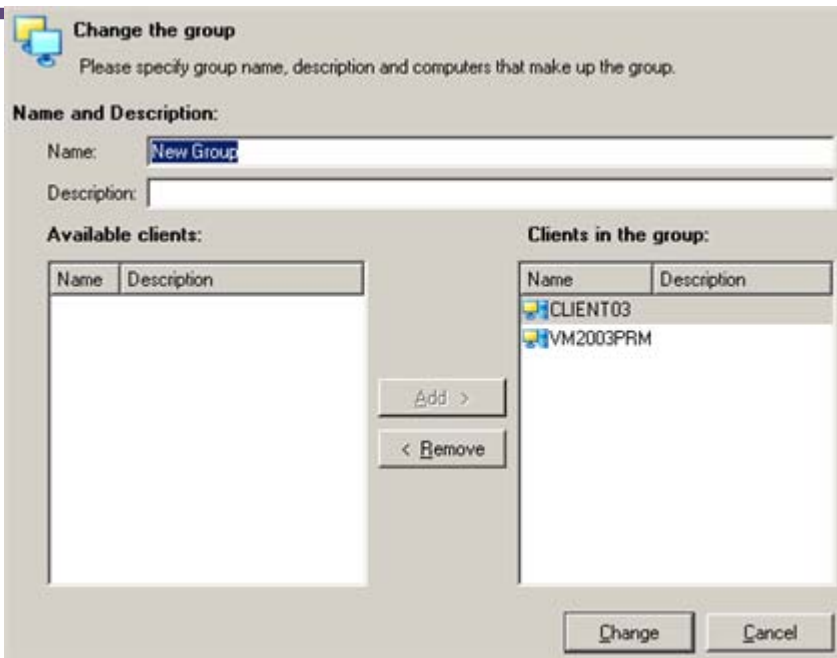 Change the group
Please specify group name, description and computers that make up the group.
Name and Description:
Name: New Group
Description:
Available clients:
Clients in the group:
Name Description
Name Description
CLIENT03
VM2003PRM
Add >
< Remove
Change Cancel